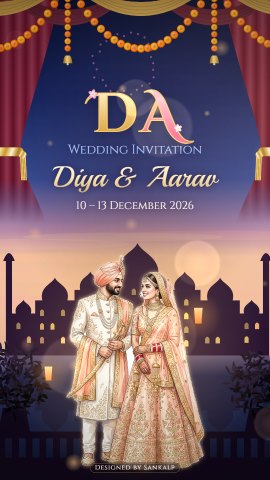 DA
Wedding Invitation
Diya & Aarav
10 – 13 December 2026
Designed by Sankalp